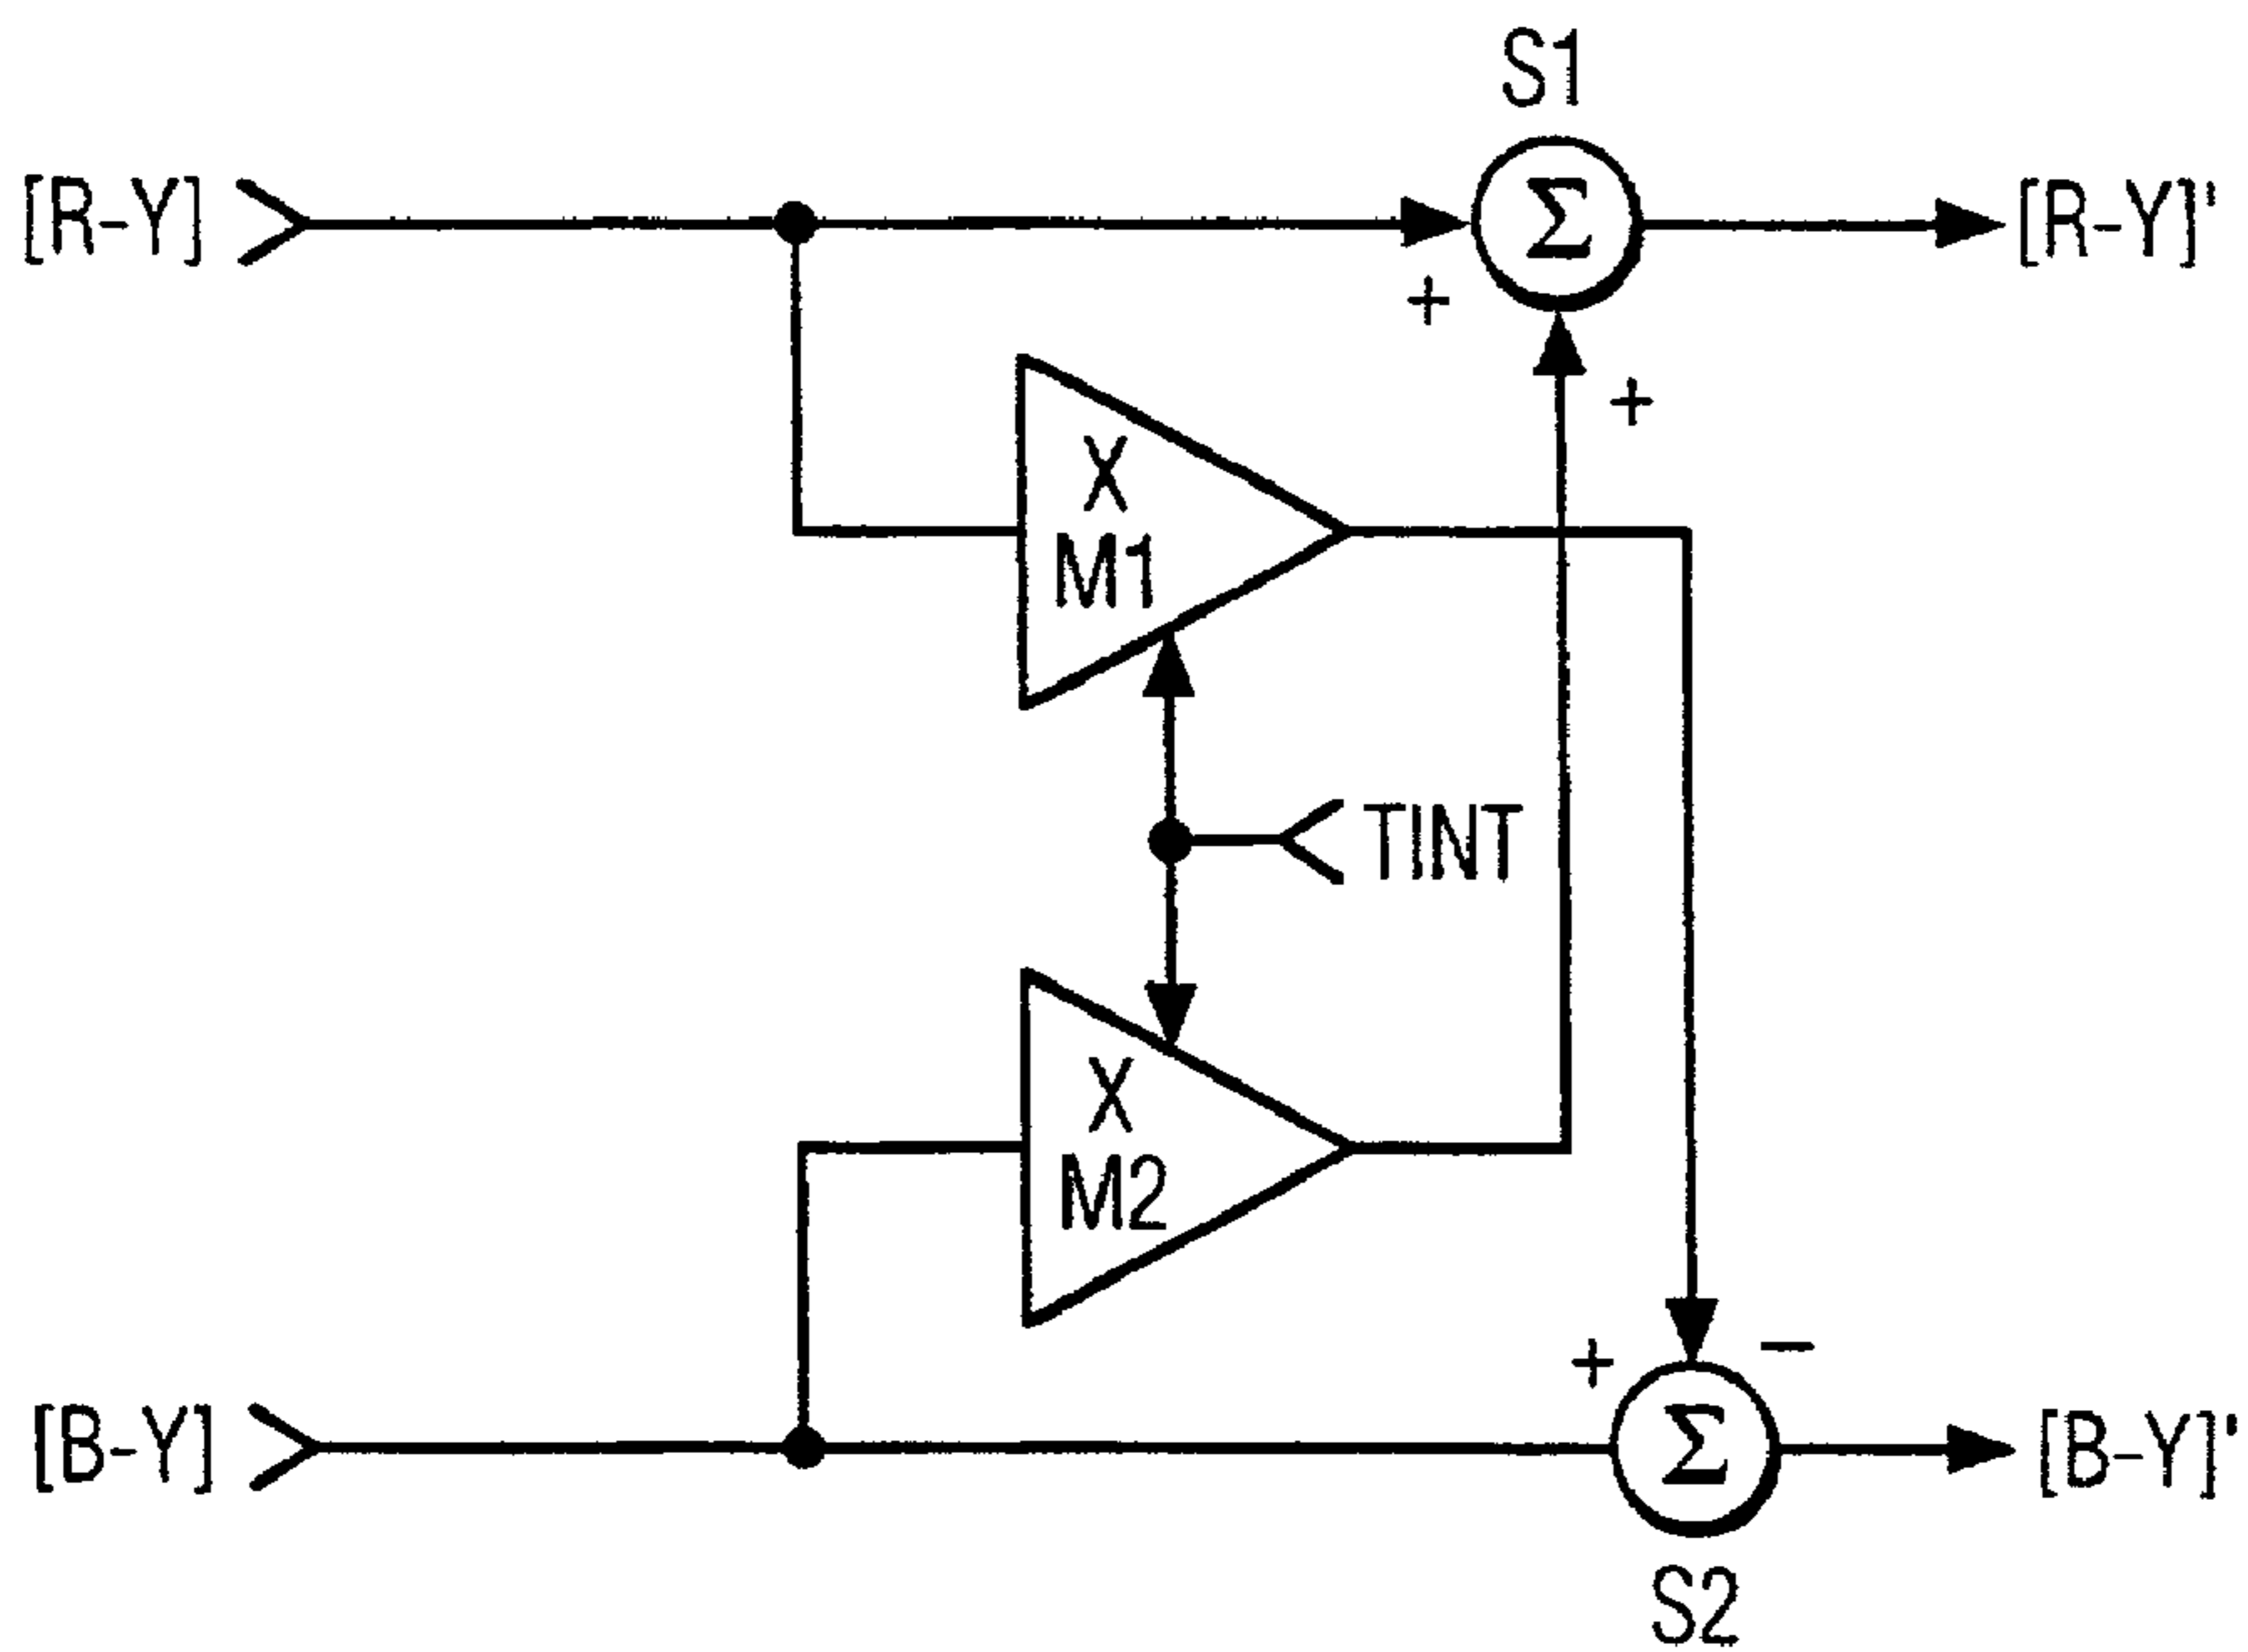 S1
[R-Y]
Σ
[R-Y]'
+
+
X
M1
TINT
X
M2
+
−
[B-Y]
Σ
[B-Y]'
S2